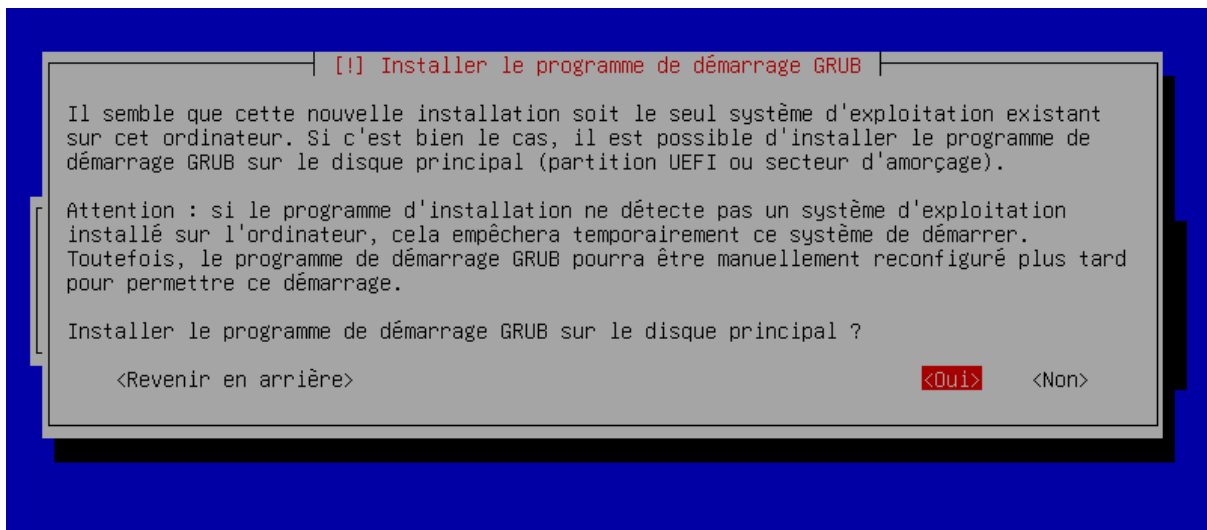 [!] Installer le programme de démarrage GRUB
Il semble que cette nouvelle installation soit le seul système d'exploitation existant
sur cet ordinateur. Si c'est bien le cas, il est possible d'installer le programme de
démarrage GRUB sur le disque principal (partition UEFI ou secteur d'amorçage).
Attention : si le programme d'installation ne détecte pas un système d'exploitation
installé sur l'ordinateur, cela empêchera temporairement ce système de démarrer.
Toutefois, le programme de démarrage GRUB pourra être manuellement reconfiguré plus tard
pour permettre ce démarrage.
Installer le programme de démarrage GRUB sur le disque principal ?
<Revenir en arrière> <Oui> <Non>